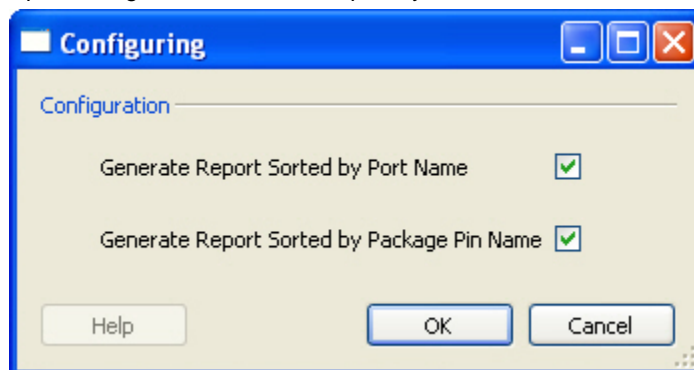 Configuring
Configuration
Generate Report Sorted by Port Name
Generate Report Sorted by Package Pin Name
Help
OK
Cancel